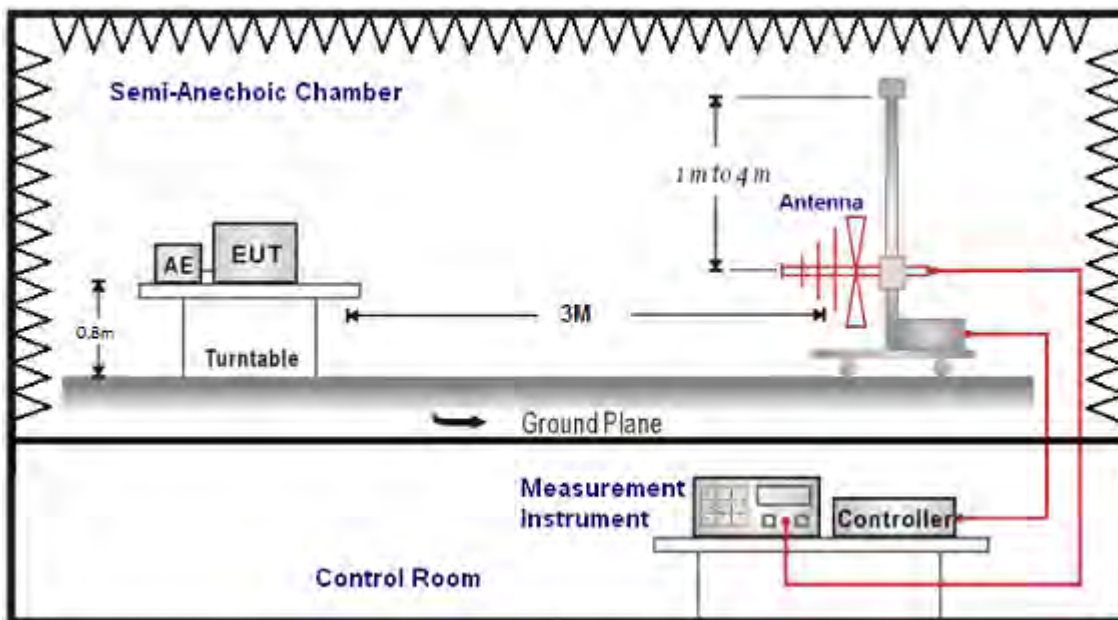 Semi-Anechoic Chamber
1 m to 4 m
Antenna
AE
EUT
0.8m
3M
Turntable
Ground Plane
Measurement
Instrument
Controller
Control Room